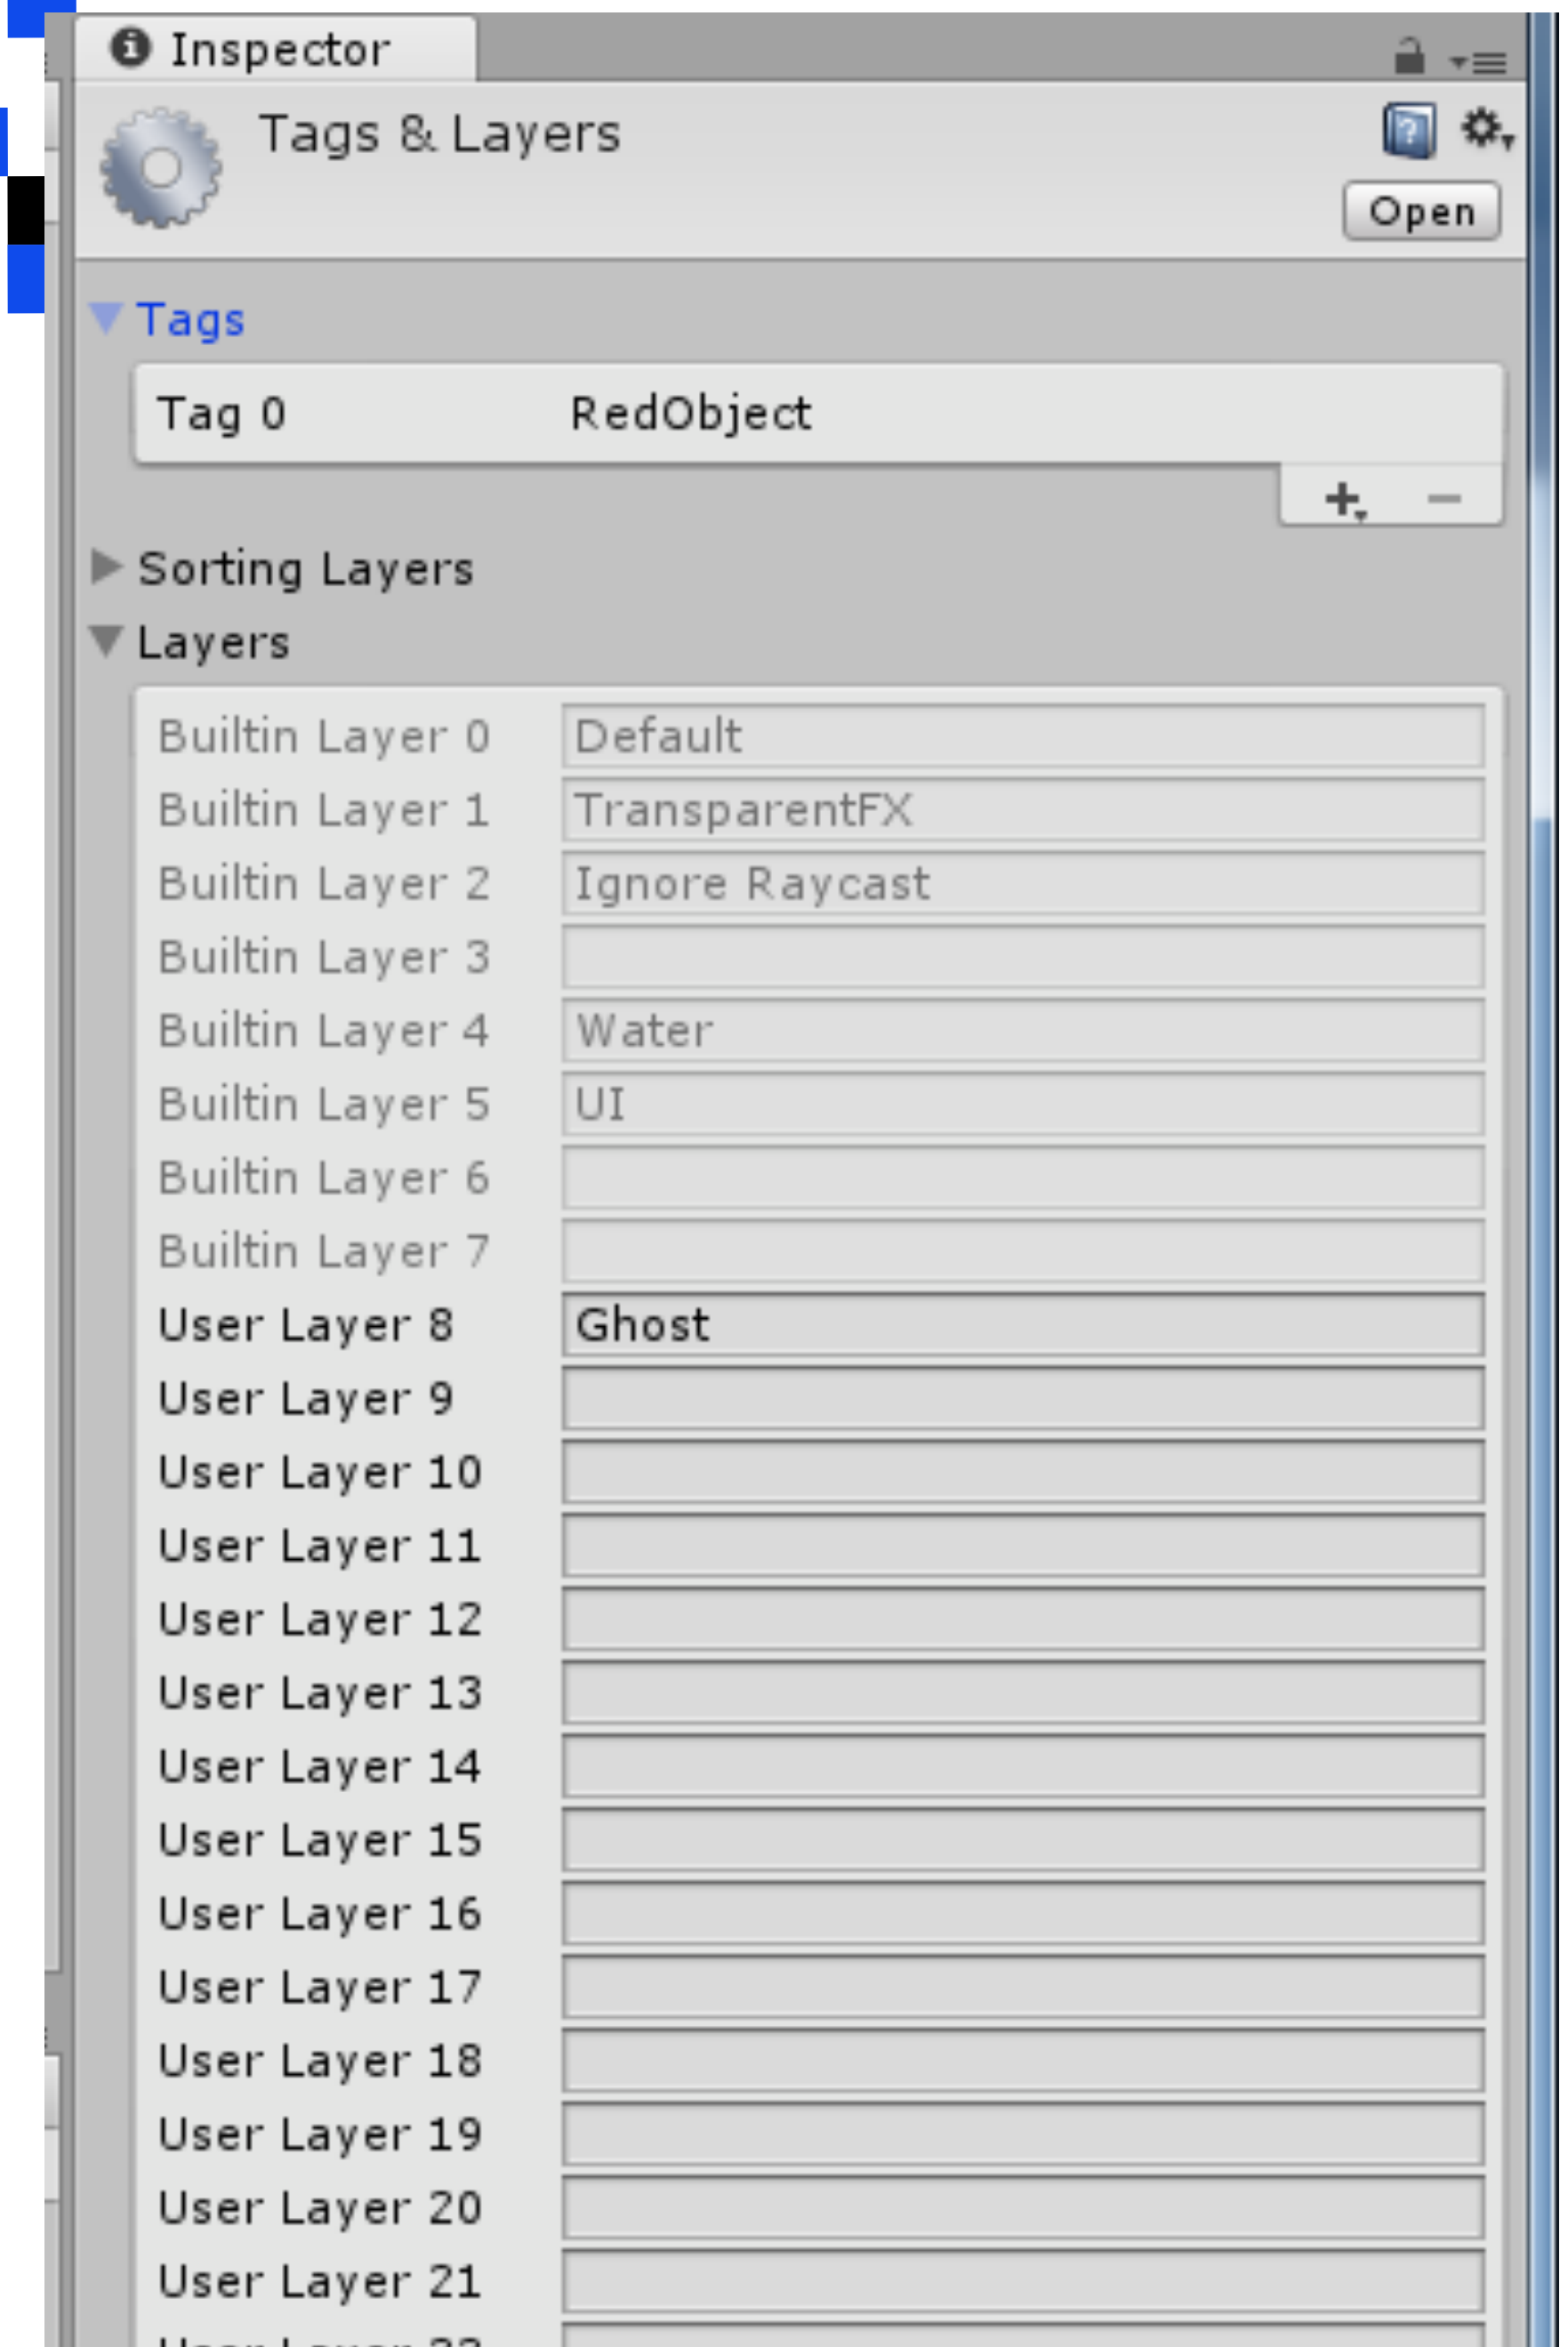 Inspector
Tags & Layers
Open
Tags
Tag 0 RedObject
Sorting Layers
Layers
Builtin Layer 0 Default
Builtin Layer 1 TransparentFX
Builtin Layer 2 Ignore Raycast
Builtin Layer 3
Builtin Layer 4 Water
Builtin Layer 5 UI
Builtin Layer 6
Builtin Layer 7
User Layer 8 Ghost
User Layer 9
User Layer 10
User Layer 11
User Layer 12
User Layer 13
User Layer 14
User Layer 15
User Layer 16
User Layer 17
User Layer 18
User Layer 19
User Layer 20
User Layer 21